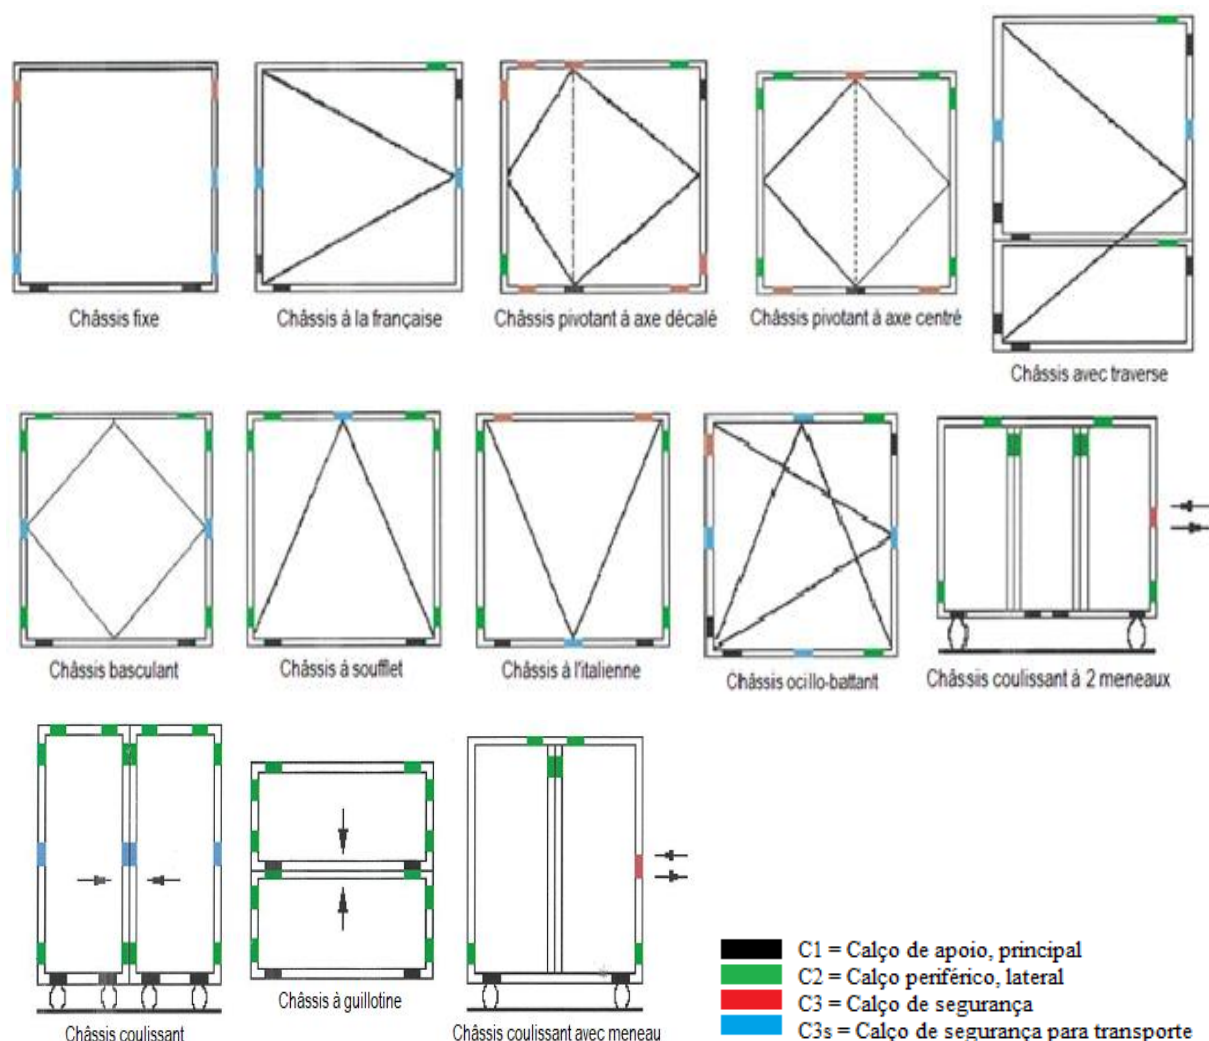 Châssis fixe
Châssis à la française
Châssis pivotant à axe décalé
Châssis pivotant à axe centré
Châssis avec traverse
Châssis basculant
Châssis à soufflet
Châssis à l'italienne
Châssis ocillo-battant
Châssis coulissant à 2 meneaux
Châssis coulissant
Châssis à guillotine
Châssis coulissant avec meneau
C1 = Calço de apoio, principal
C2 = Calço periférico, lateral
C3 = Calço de segurança
C3s = Calço de segurança para transporte